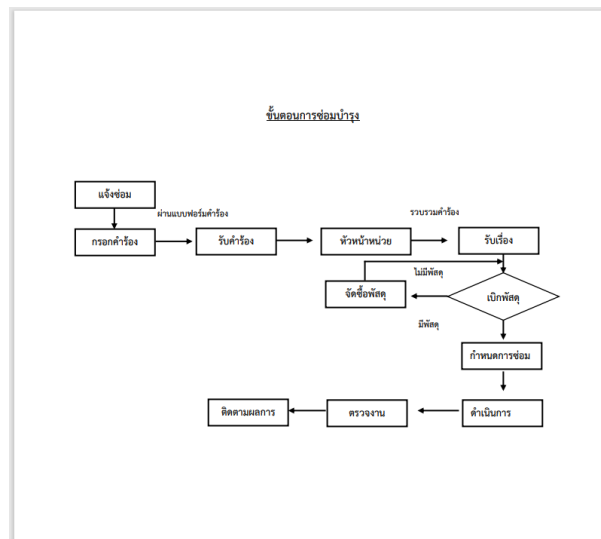 ขั้นตอนการซ่อมบำรุง
แจ้งซ่อม
ผ่านแบบฟอร์มคำร้อง
รวบรวมคำร้อง
กรอกคำร้อง
รับคำร้อง
หัวหน้าหน่วย
รับเรื่อง
ไม่มีพัสดุ
จัดซื้อพัสดุ
เบิกพัสดุ
มีพัสดุ
กำหนดการซ่อม
ติดตามผลการ
ตรวจงาน
ดำเนินการ